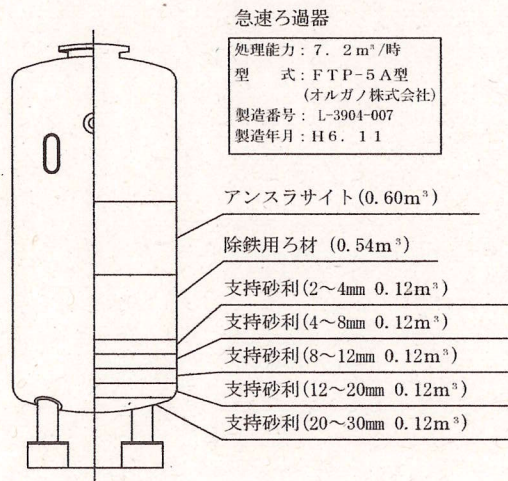 急速ろ過器
処理能力：7．2m³/時
型　　式：FTP-5A型
(オルガノ株式会社)
製造番号： L-3904-007
製造年月：H6．11
アンスラサイト(0.60m³)
除鉄用ろ材 (0.54m³)
支持砂利(2～4mm 0.12m³)
支持砂利(4～8mm 0.12m³)
支持砂利(8～12mm 0.12m³)
支持砂利(12～20mm 0.12m³)
支持砂利(20～30mm 0.12m³)